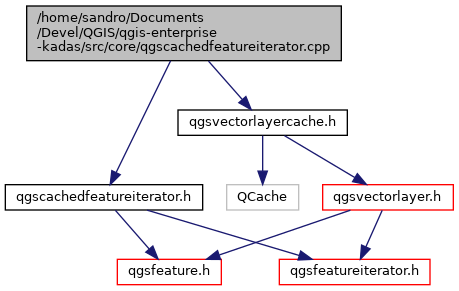 /home/sandro/Documents
/Devel/QGIS/qgis-enterprise
-kadas/src/core/qgscachedfeatureiterator.cpp
qgsvectorlayercache.h
qgscachedfeatureiterator.h
QCache
qgsvectorlayer.h
qgsfeature.h
qgsfeatureiterator.h